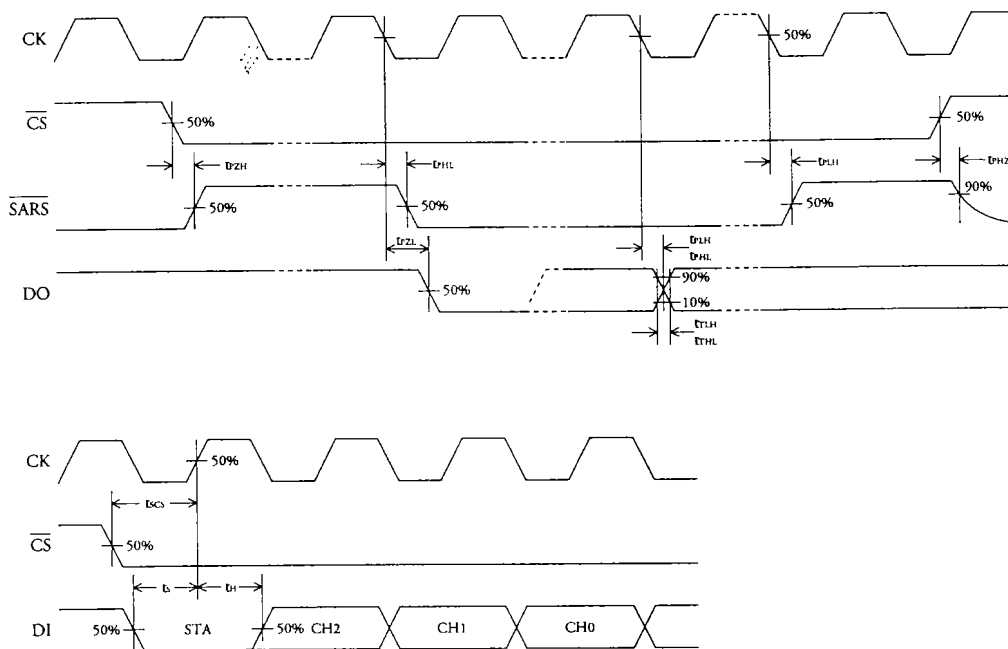 CK
50%
CS
50%
50%
tPZH
tPHL
tPLH
tPHZ
SARS
50%
50%
50%
90%
tPZL
tPLH
tPHL
DO
50%
90%
10%
tTLH
tTHL
CK
50%
tSCS
CS
50%
tS
tH
DI
50%
STA
50%
CH2
CH1
CH0